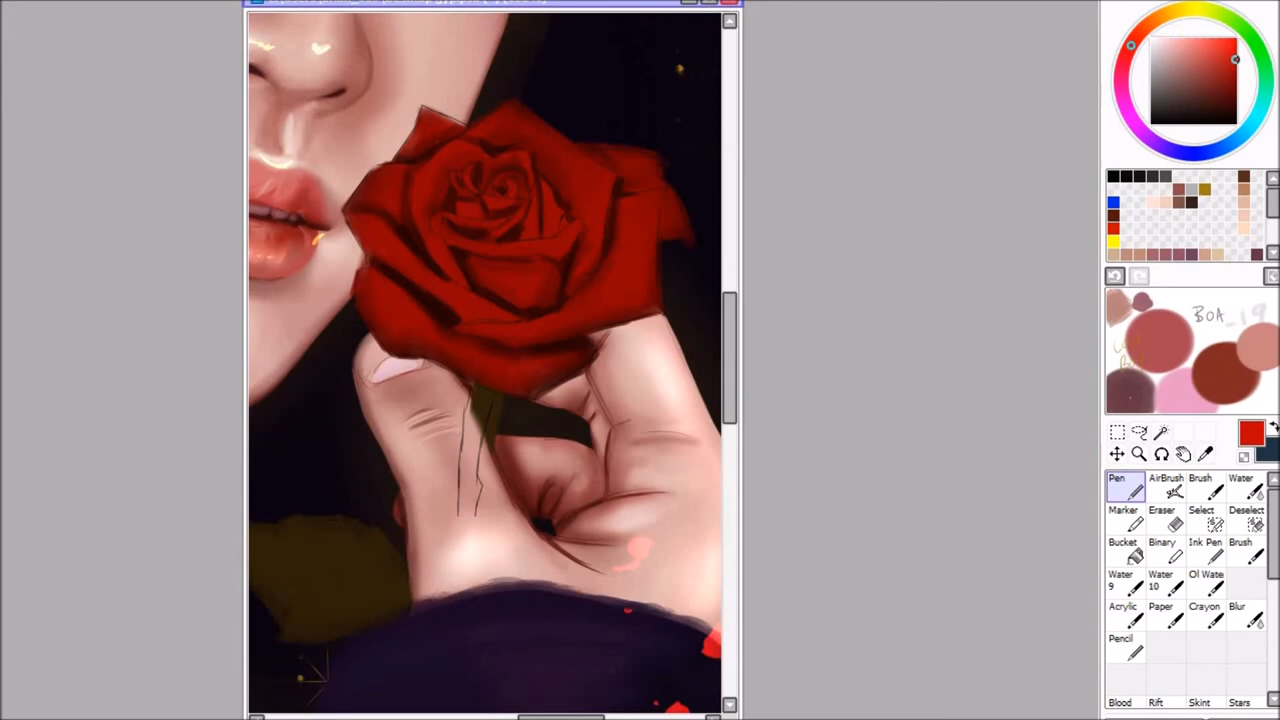 BOA_19
Pen AirBrush Brush Water
Marker Eraser Select Deselect
Bucket Binary Ink Pen Brush
Water 9 Water 10 Ol Wate
Acrylic Paper Crayon Blur
Pencil
Blood Rift Skint Stars